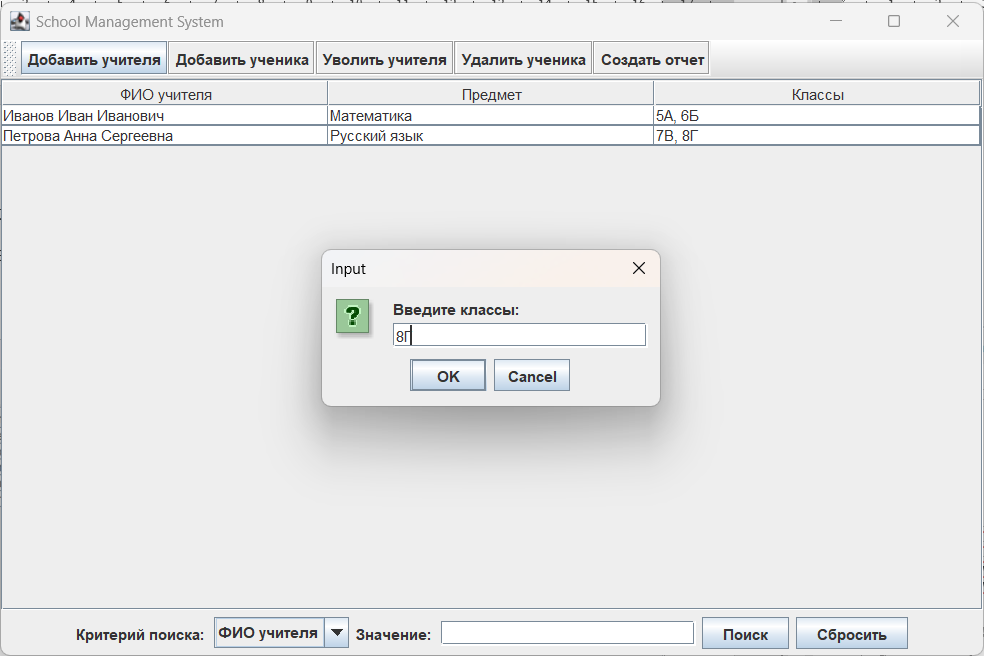 School Management System
Добавить учителя Добавить ученика Уволить учителя Удалить ученика Создать отчет
ФИО учителя Предмет Классы
Иванов Иван Иванович Математика 5А, 6Б
Петрова Анна Сергеевна Русский язык 7В, 8Г
Input
?
Введите классы:
8Г
OK Cancel
Критерий поиска: ФИО учителя Значение: Поиск Сбросить